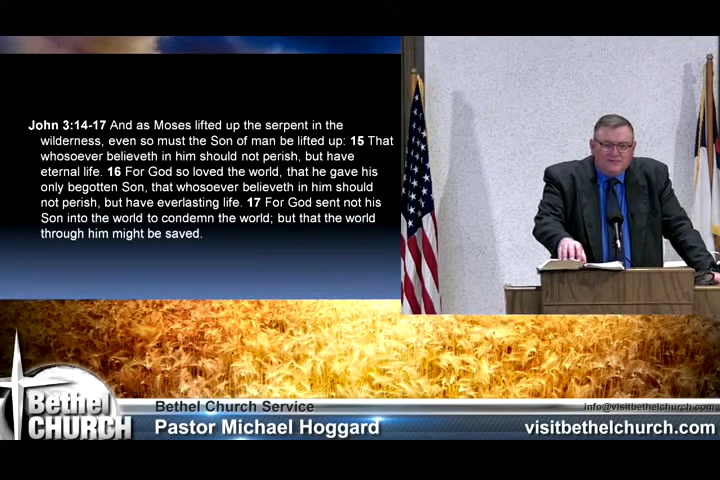 John 3:14-17 And as Moses lifted up the serpent in the
wilderness, even so must the Son of man be lifted up: 15 That
whosoever believeth in him should not perish, but have
eternal life. 16 For God so loved the world, that he gave his
only begotten Son, that whosoever believeth in him should
not perish, but have everlasting life. 17 For God sent not his
Son into the world to condemn the world; but that the world
through him might be saved.
Bethel
CHURCH
Bethel Church Service
info@visitbethelchurch.com
Pastor Michael Hoggard
visitbethelchurch.com